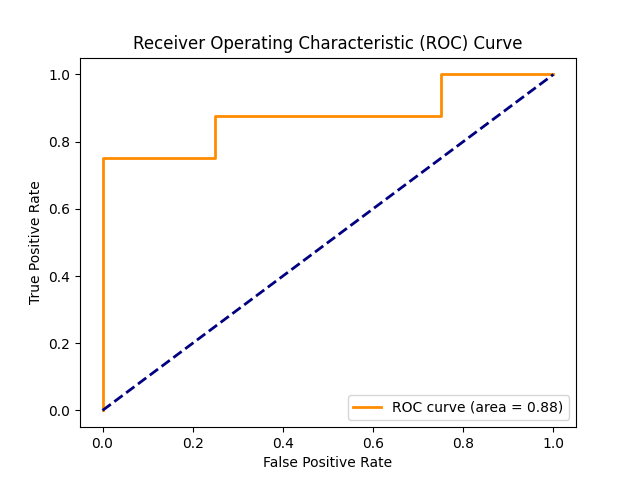 Receiver Operating Characteristic (ROC) Curve
1.0
0.8
0.6
0.4
0.2
0.0
True Positive Rate
ROC curve (area = 0.88)
0.0 0.2 0.4 0.6 0.8 1.0
False Positive Rate